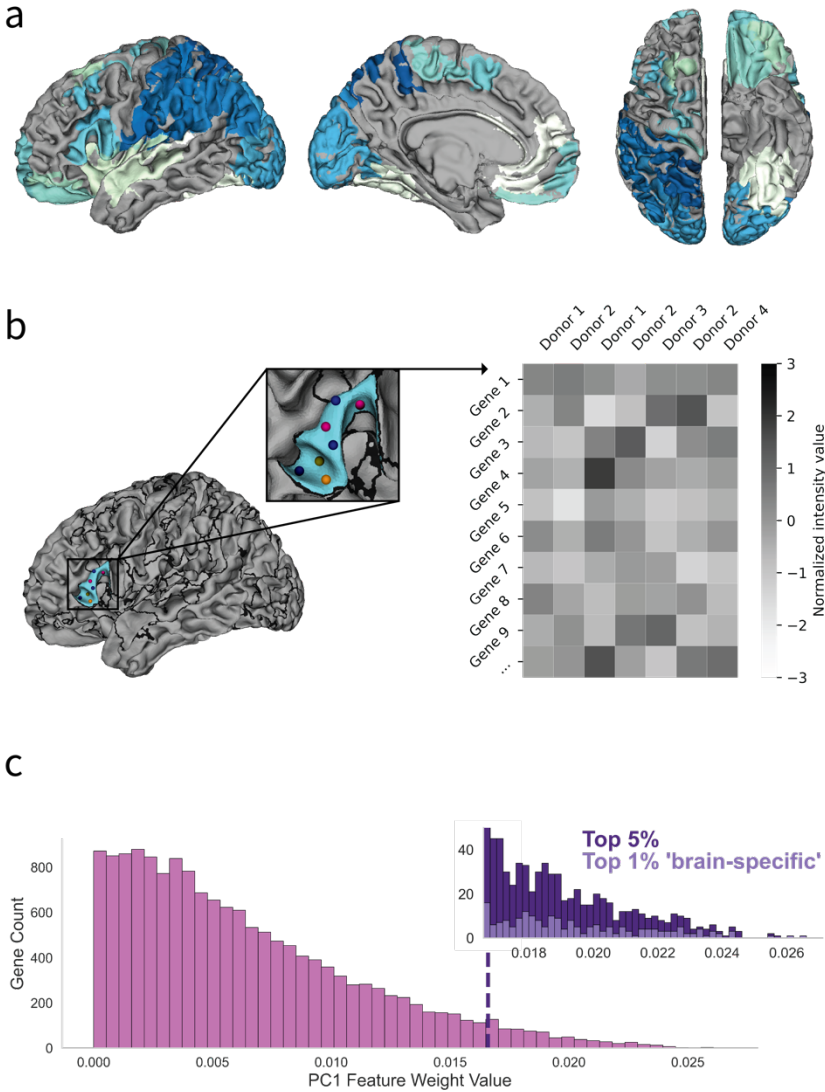 a
b
Donor 1
Donor 2
Donor 1
Donor 2
Donor 3
Donor 2
Donor 4
Gene 1
Gene 2
Gene 3
Gene 4
Gene 5
Gene 6
Gene 7
Gene 8
Gene 9
...
3
2
1
0
−1
−2
−3
Normalized intensity value
c
Top 5%
Top 1% 'brain-specific'
40
20
0
0.018
0.020
0.022
0.024
0.026
800
600
400
200
0
Gene Count
0.000
0.005
0.010
0.015
0.020
0.025
PC1 Feature Weight Value